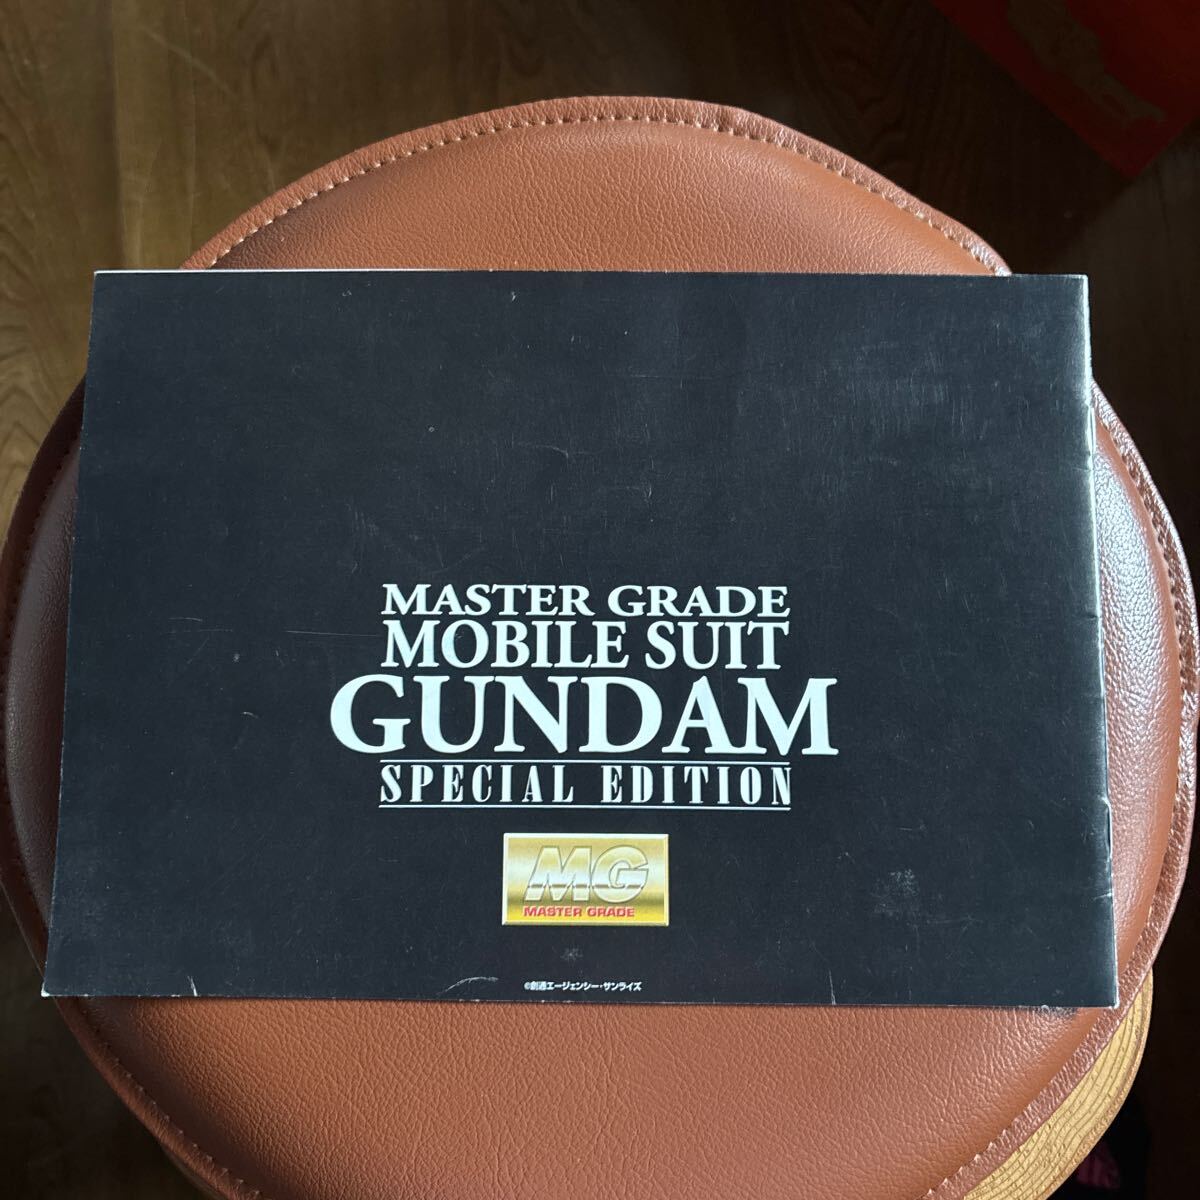 MASTER GRADE
MOBILE SUIT
GUNDAM
SPECIAL EDITION
MG
MASTER GRADE
©創通エージェンシー・サンライズ